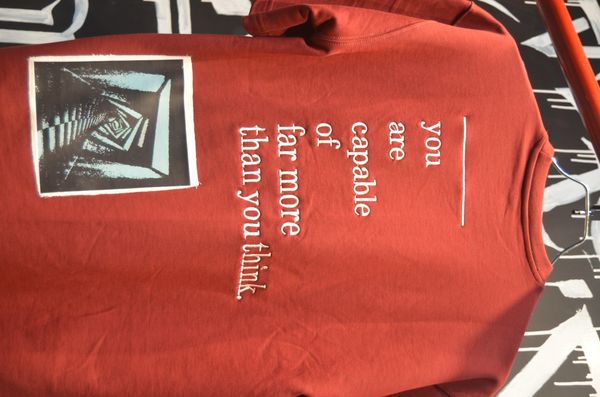 you
are
capable
of
far more
than you think.